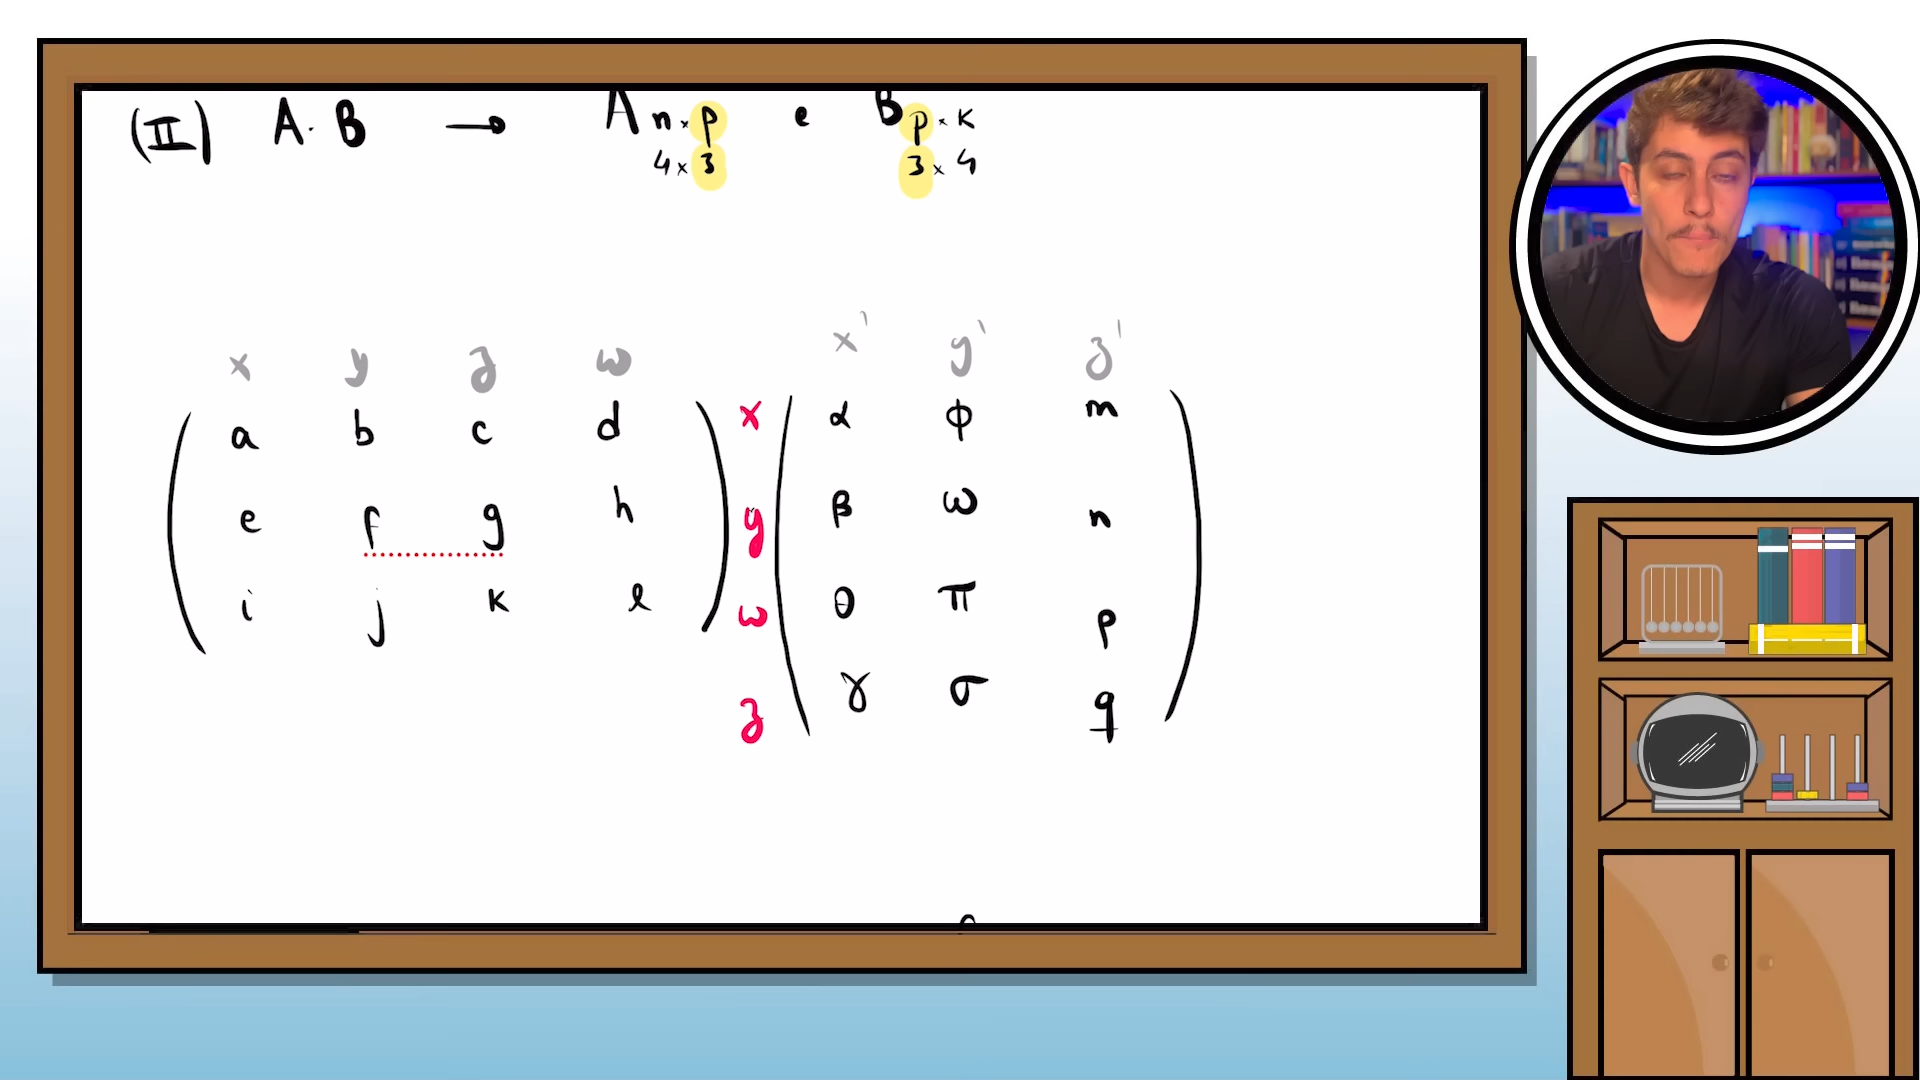 (II) A · B → A n × p e B p × k
4 × 3 3 × 4
x y z w x' y' z'
a b c d x α ϕ m
e f g h y β ω n
i j k l w θ π p
z γ σ q